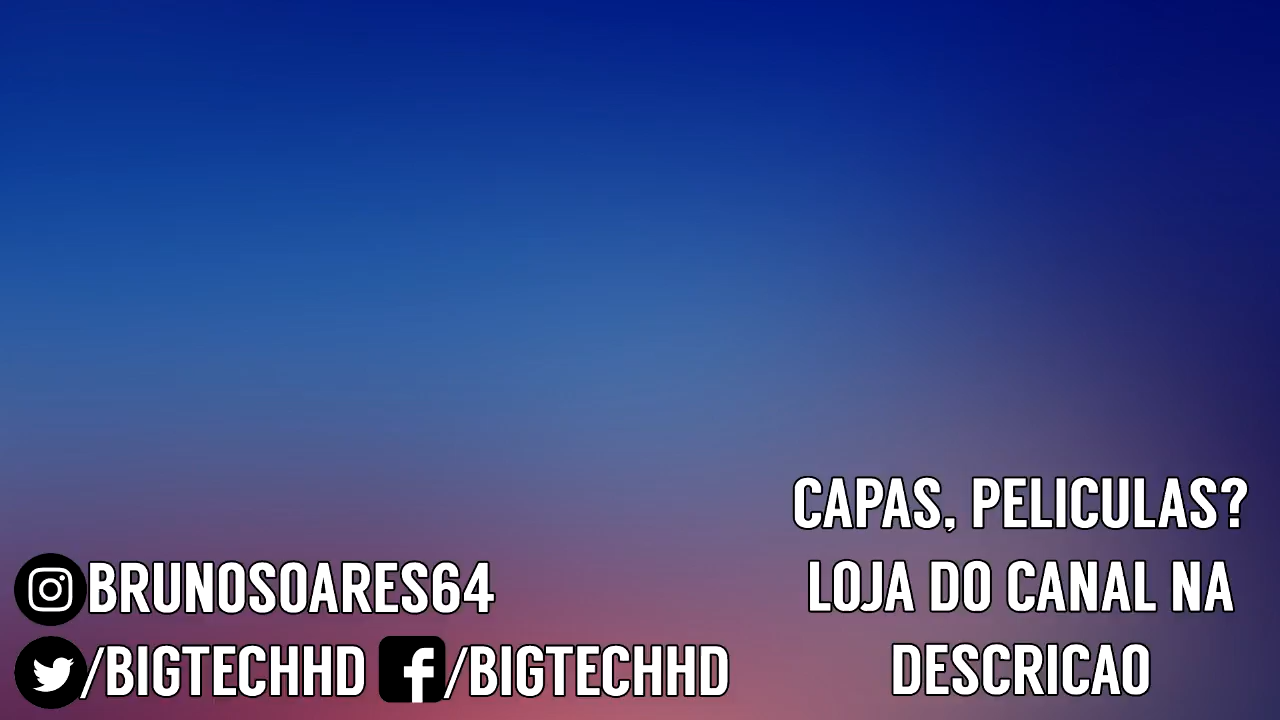 CAPAS, PELICULAS?
LOJA DO CANAL NA
DESCRICAO
BRUNOSOARES64
/BIGTECHHD /BIGTECHHD